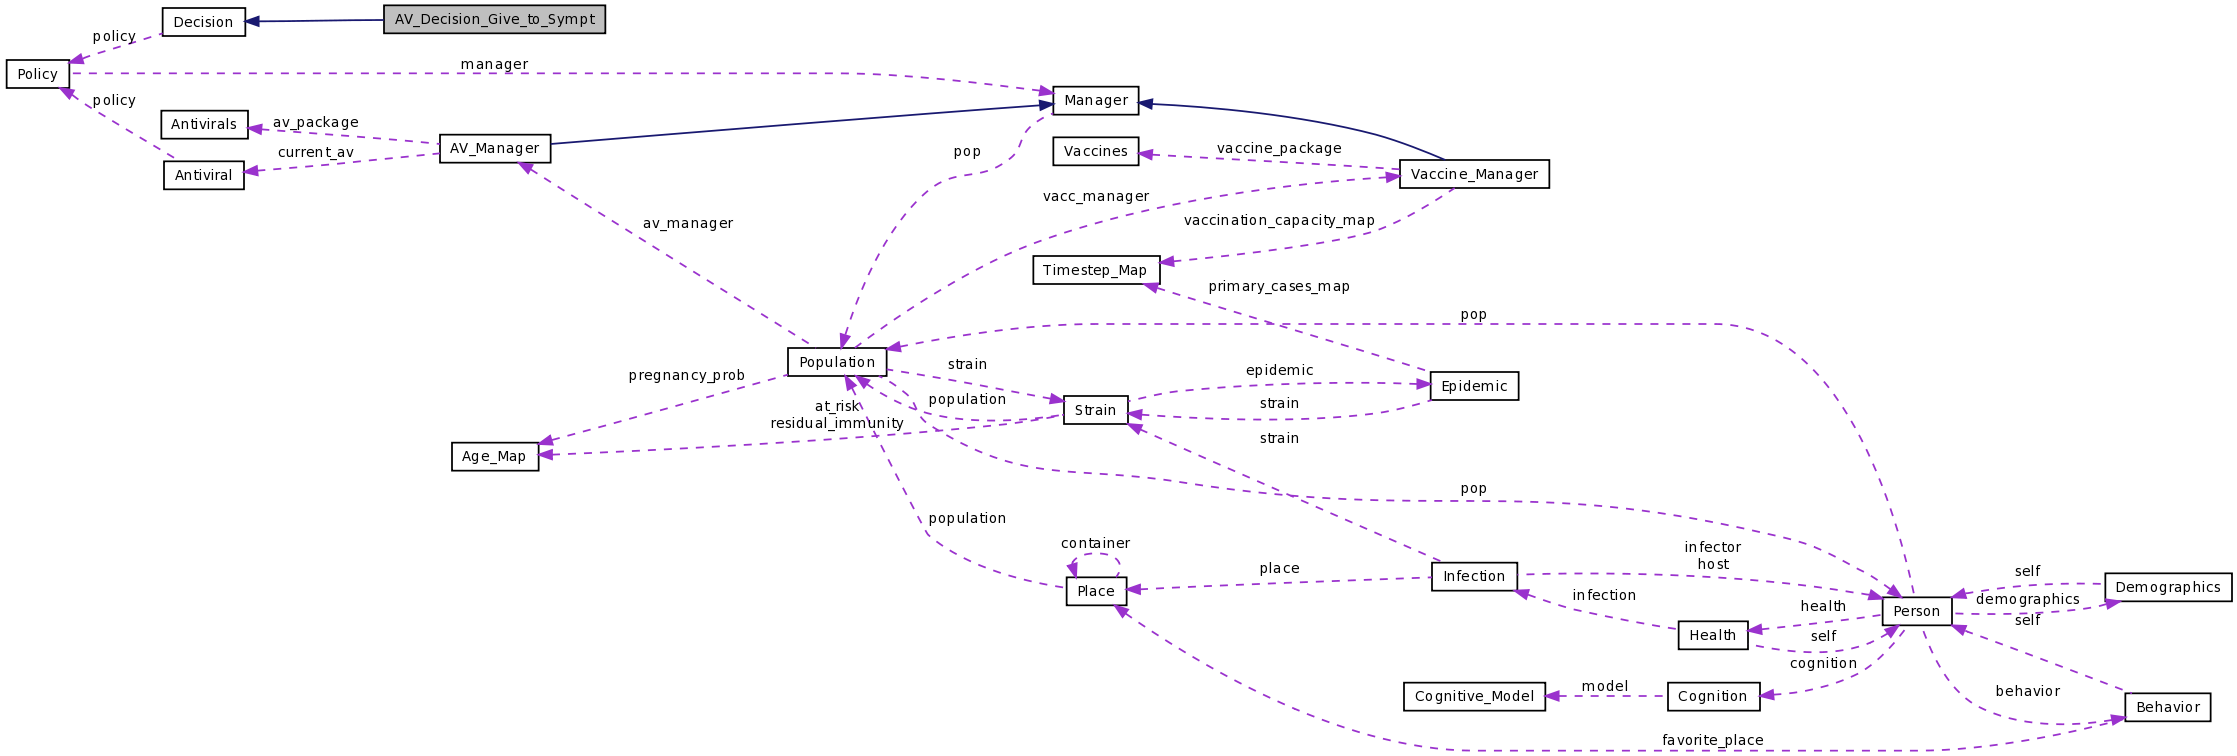 AV_Decision_Give_to_Sympt
Decision
policy
manager
Policy
Manager
policy
Antivirals
av_package
current_av
AV_Manager
Antiviral
pop
Vaccines
vaccine_package
Vaccine_Manager
vacc_manager
vaccination_capacity_map
av_manager
Timestep_Map
primary_cases_map
pop
Population
strain
epidemic
Epidemic
pregnancy_prob
population
strain
Strain
at_risk
residual_immunity
strain
Age_Map
pop
population
container
infector
host
place
Infection
Place
self
Demographics
demographics
infection
health
Person
self
Health
self
cognition
model
Cognitive_Model
Cognition
behavior
Behavior
favorite_place